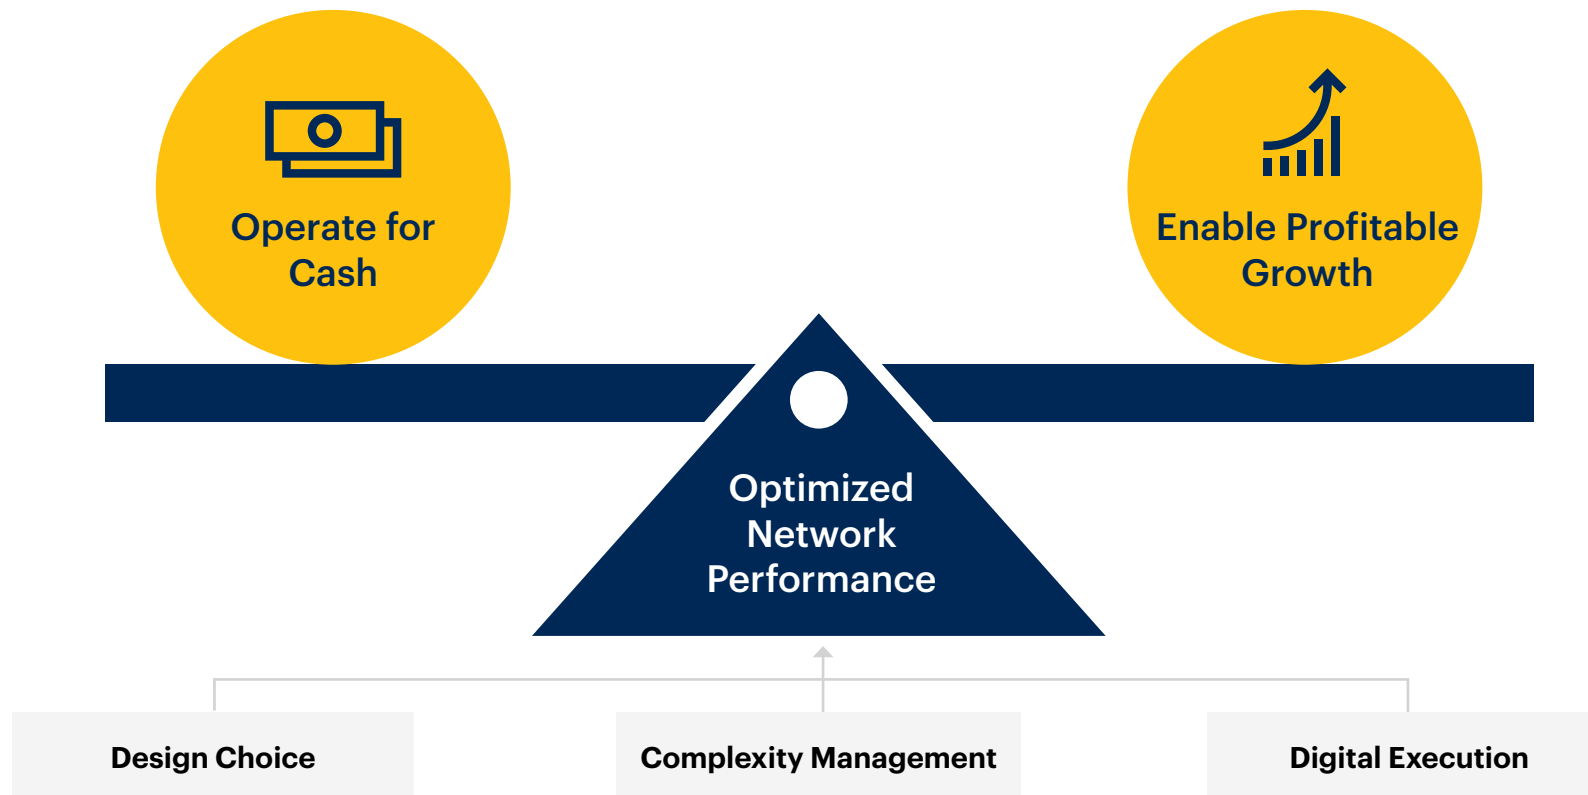 Operate for
Cash
Enable Profitable
Growth
Optimized
Network
Performance
Design Choice
Complexity Management
Digital Execution